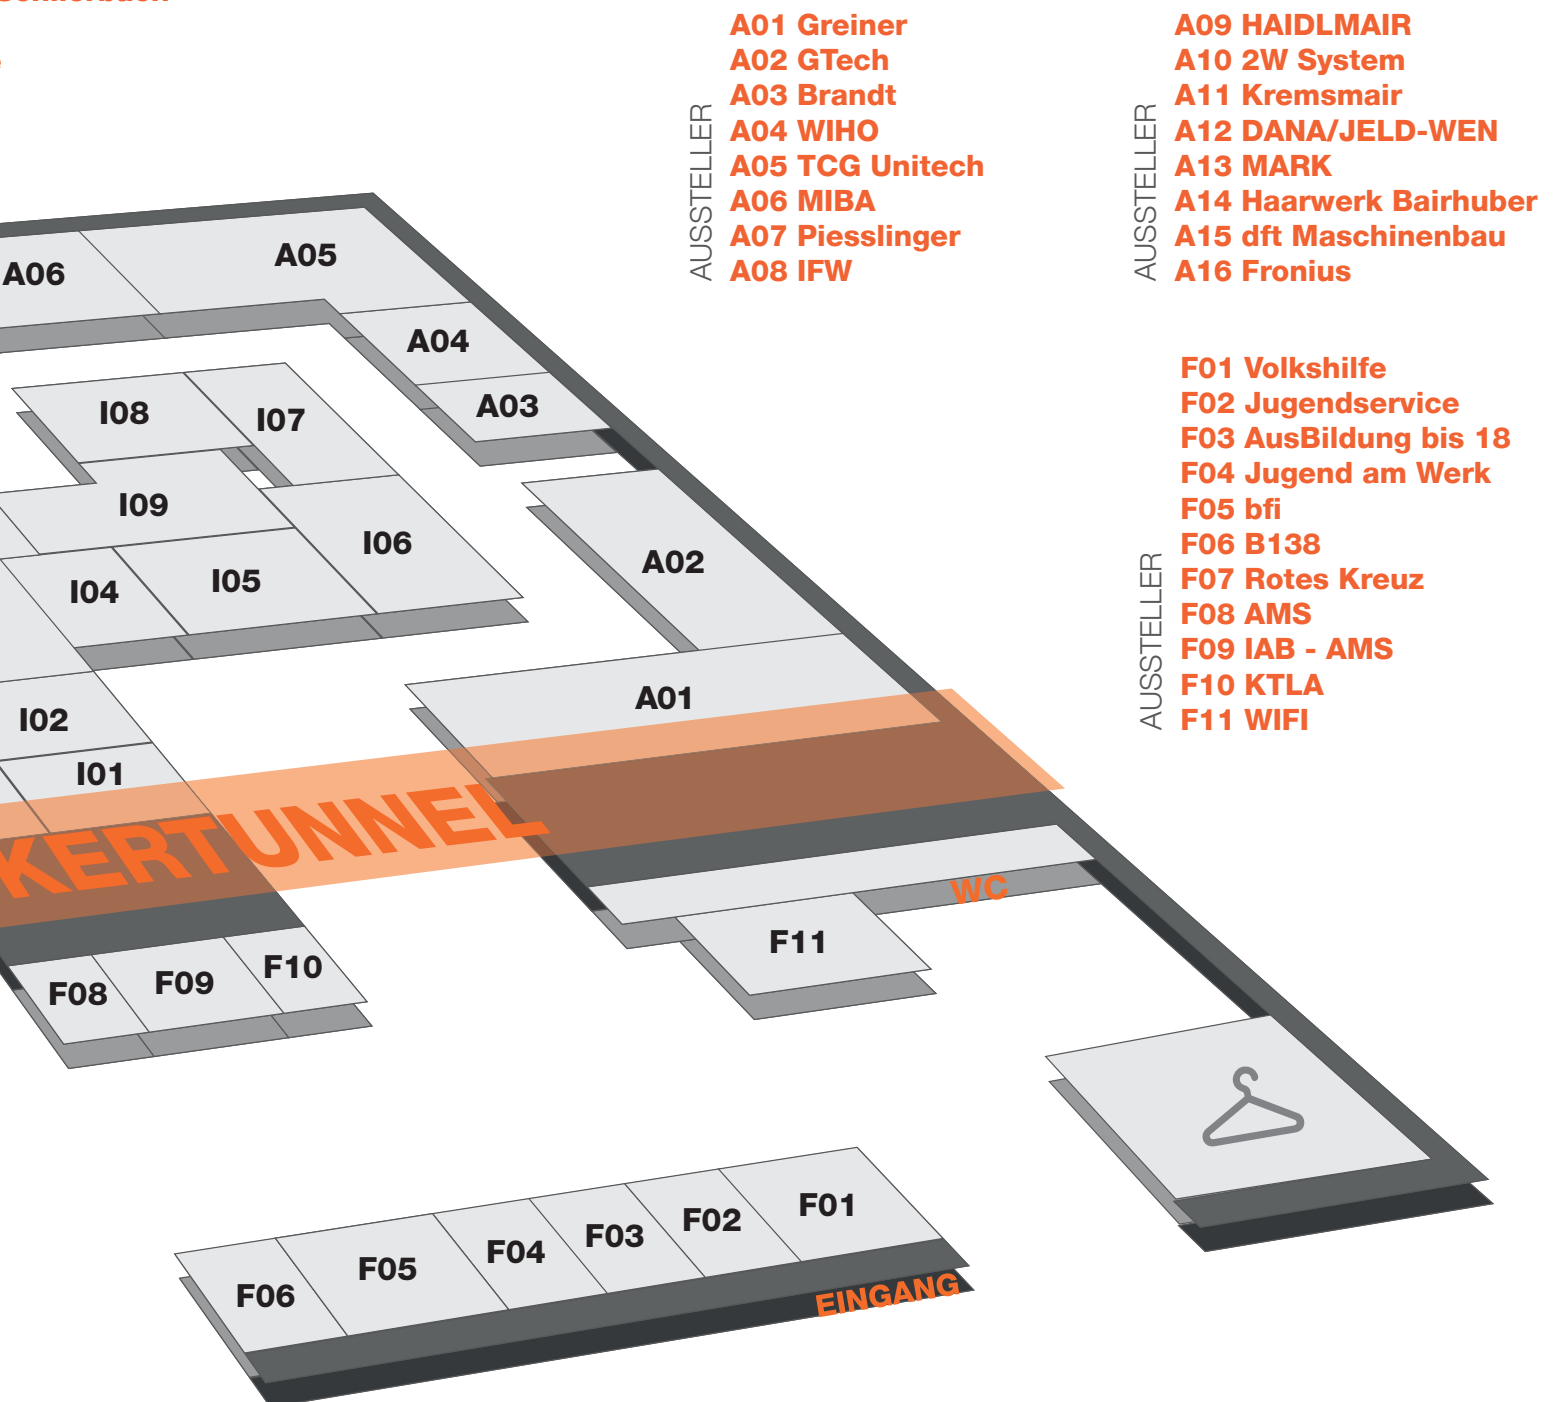 A01 Greiner
A02 GTech
A03 Brandt
A04 WIHO
A05 TCG Unitech
A06 MIBA
A07 Piesslinger
A08 IFW
AUSSTELLER
A09 HAIDLMAIR
A10 2W System
A11 Kremsmair
A12 DANA/JELD-WEN
A13 MARK
A14 Haarwerk Bairhuber
A15 dft Maschinenbau
A16 Fronius
AUSSTELLER
F01 Volkshilfe
F02 Jugendservice
F03 AusBildung bis 18
F04 Jugend am Werk
F05 bfi
F06 B138
F07 Rotes Kreuz
F08 AMS
F09 IAB - AMS
F10 KTLA
F11 WIFI
AUSSTELLER
A06
A05
A04
A03
I08
I07
I09
I06
I04
I05
A02
A01
I02
I01
KERTUNNEL
WC
F11
F08
F09
F10
F06
F05
F04
F03
F02
F01
EINGANG